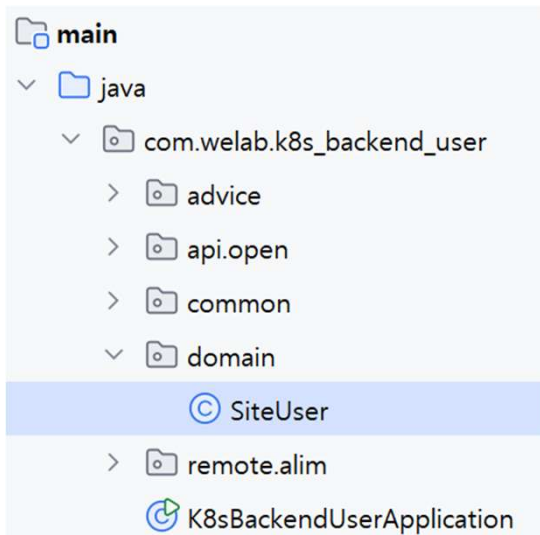 main
java
com.welab.k8s_backend_user
advice
api.open
common
domain
SiteUser
remote.alim
K8sBackendUserApplication